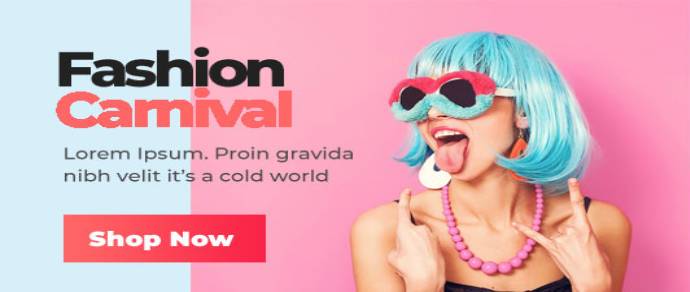 Fashion
Carnival
Lorem Ipsum. Proin gravida
nibh velit it's a cold world
Shop Now